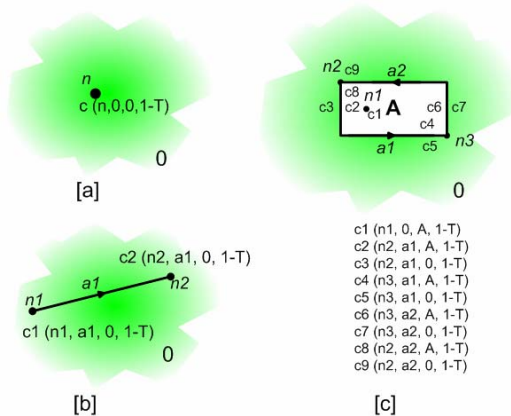 n
c (n,0,0,1-T)
0
[a]
c2 (n2, a1, 0, 1-T)
n1
a1
n2
c1 (n1, a1, 0, 1-T)
0
[b]
n2 c9 a2
c8 n1
c3 c2 c1 A c6 c7
c4
a1 c5 n3
0
c1 (n1, 0, A, 1-T)
c2 (n2, a1, A, 1-T)
c3 (n2, a1, 0, 1-T)
c4 (n3, a1, A, 1-T)
c5 (n3, a1, 0, 1-T)
c6 (n3, a2, A, 1-T)
c7 (n3, a2, 0, 1-T)
c8 (n2, a2, A, 1-T)
c9 (n2, a2, 0, 1-T)
[c]